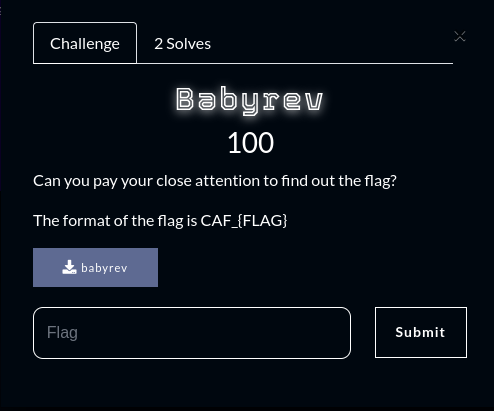 Challenge 2 Solves
Babyrev
100
Can you pay your close attention to find out the flag?
The format of the flag is CAF_{FLAG}
babyrev
Flag Submit